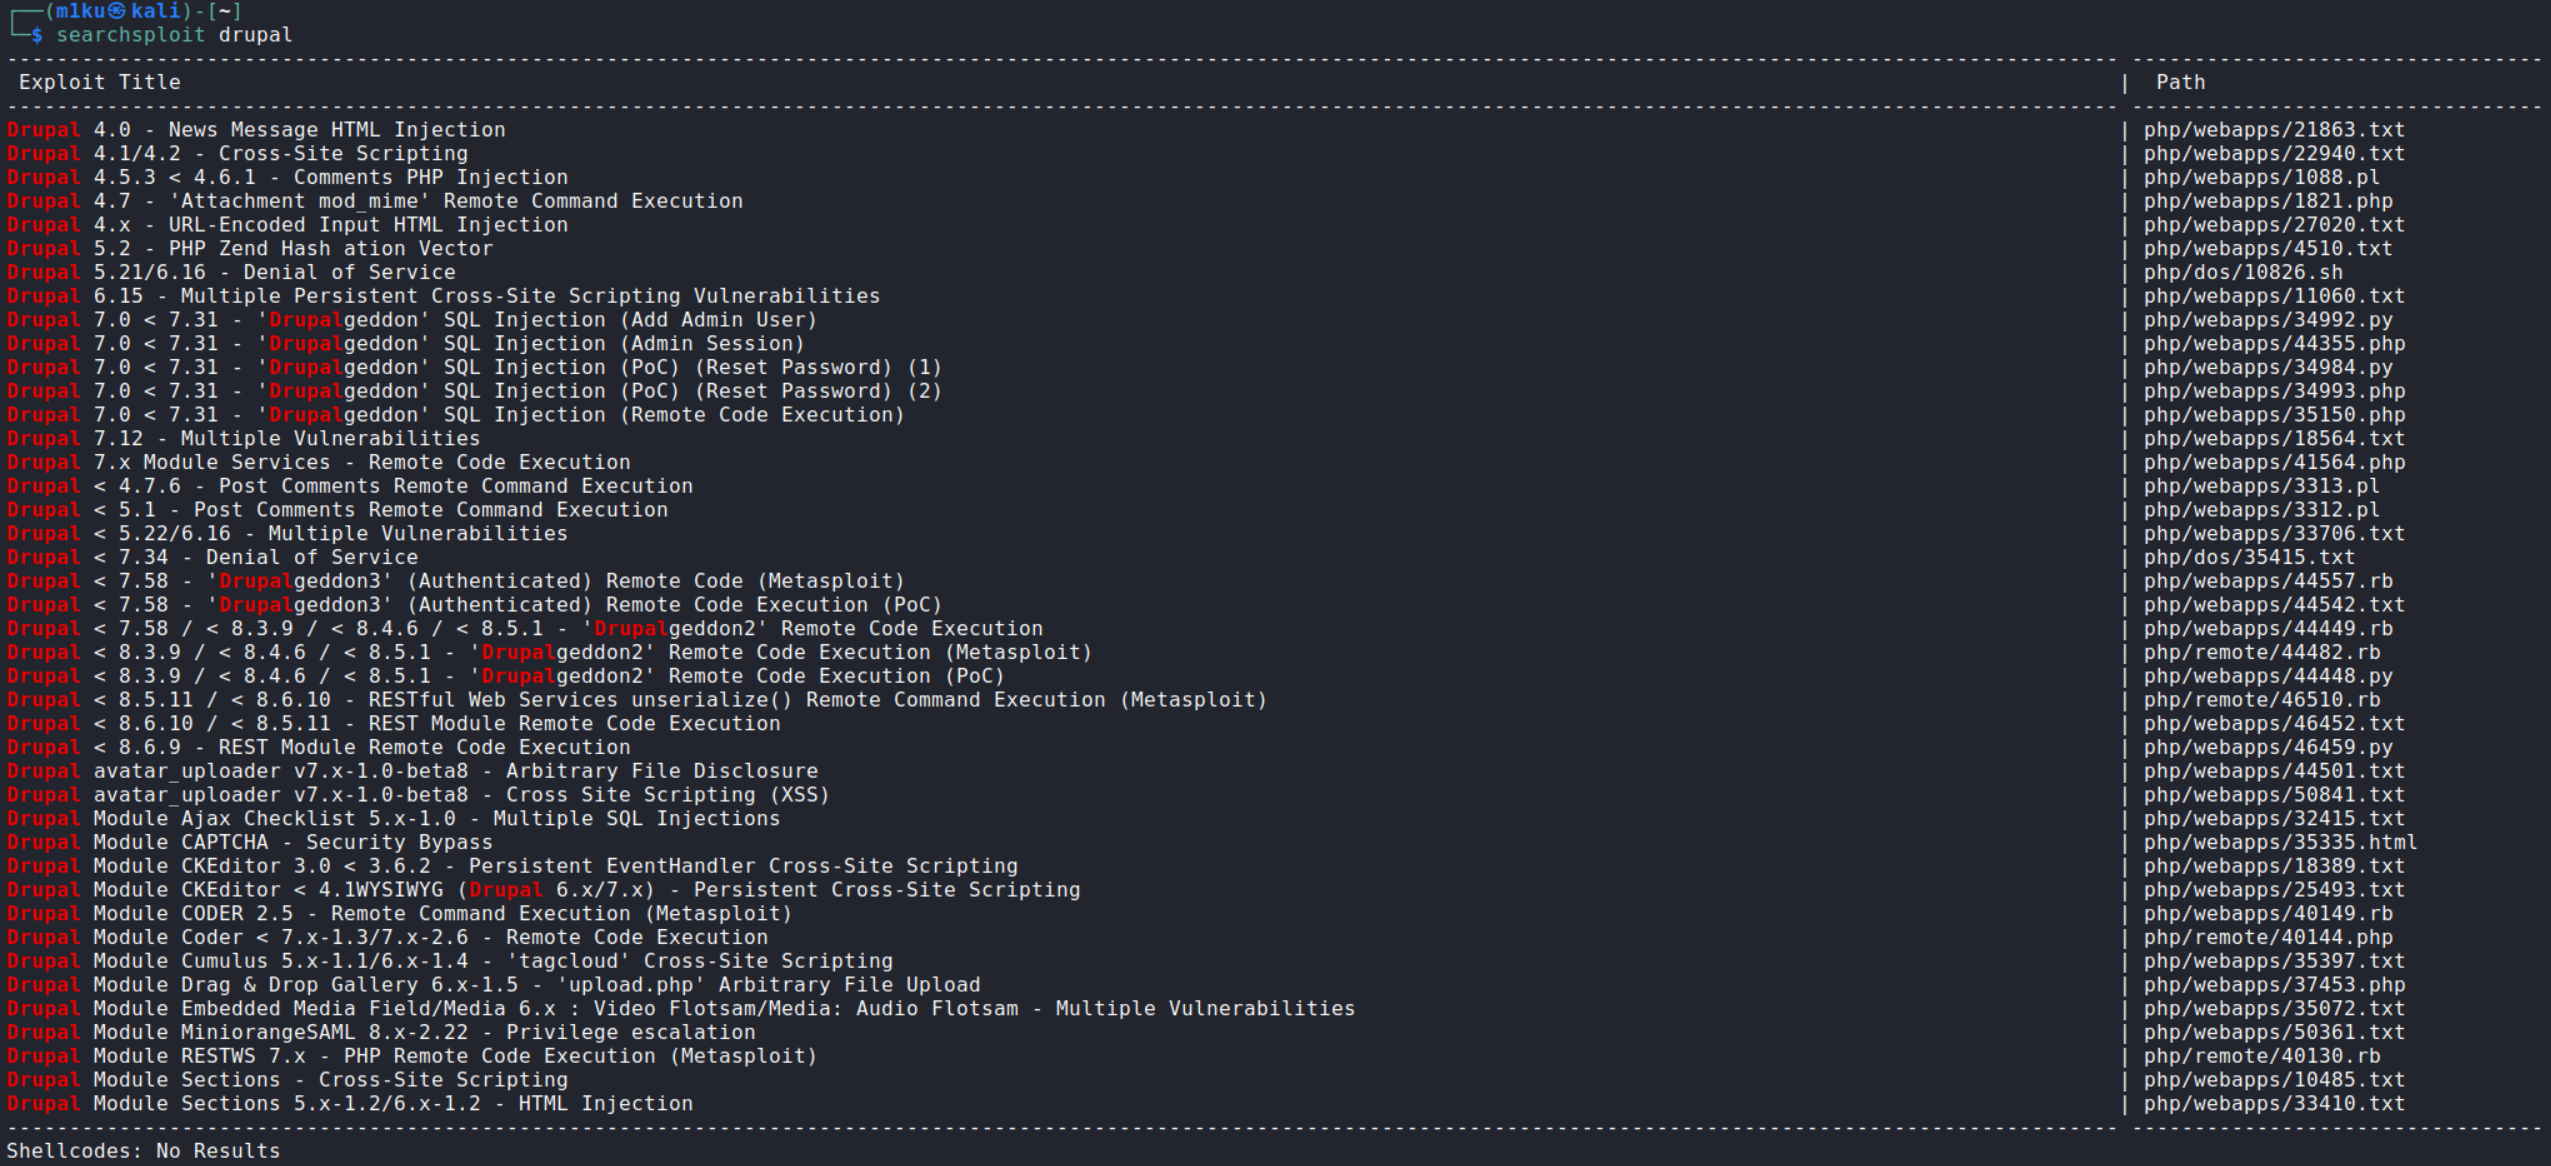 ┌──(m1ku㉿kali)-[~]
└─$ searchsploit drupal
---------------------------------------------------------------------- ---------------------------------
 Exploit Title | Path
---------------------------------------------------------------------- ---------------------------------
Drupal 4.0 - News Message HTML Injection | php/webapps/21863.txt
Drupal 4.1/4.2 - Cross-Site Scripting | php/webapps/22940.txt
Drupal 4.5.3 < 4.6.1 - Comments PHP Injection | php/webapps/1088.pl
Drupal 4.7 - 'Attachment mod_mime' Remote Command Execution | php/webapps/1821.php
Drupal 4.x - URL-Encoded Input HTML Injection | php/webapps/27020.txt
Drupal 5.2 - PHP Zend Hash ation Vector | php/webapps/4510.txt
Drupal 5.21/6.16 - Denial of Service | php/dos/10826.sh
Drupal 6.15 - Multiple Persistent Cross-Site Scripting Vulnerabilities | php/webapps/11060.txt
Drupal 7.0 < 7.31 - 'Drupalgeddon' SQL Injection (Add Admin User) | php/webapps/34992.py
Drupal 7.0 < 7.31 - 'Drupalgeddon' SQL Injection (Admin Session) | php/webapps/44355.php
Drupal 7.0 < 7.31 - 'Drupalgeddon' SQL Injection (PoC) (Reset Password) (1) | php/webapps/34984.py
Drupal 7.0 < 7.31 - 'Drupalgeddon' SQL Injection (PoC) (Reset Password) (2) | php/webapps/34993.php
Drupal 7.0 < 7.31 - 'Drupalgeddon' SQL Injection (Remote Code Execution) | php/webapps/35150.php
Drupal 7.12 - Multiple Vulnerabilities | php/webapps/18564.txt
Drupal 7.x Module Services - Remote Code Execution | php/webapps/41564.php
Drupal < 4.7.6 - Post Comments Remote Command Execution | php/webapps/3313.pl
Drupal < 5.1 - Post Comments Remote Command Execution | php/webapps/3312.pl
Drupal < 5.22/6.16 - Multiple Vulnerabilities | php/webapps/33706.txt
Drupal < 7.34 - Denial of Service | php/dos/35415.txt
Drupal < 7.58 - 'Drupalgeddon3' (Authenticated) Remote Code (Metasploit) | php/webapps/44557.rb
Drupal < 7.58 - 'Drupalgeddon3' (Authenticated) Remote Code Execution (PoC) | php/webapps/44542.txt
Drupal < 7.58 / < 8.3.9 / < 8.4.6 / < 8.5.1 - 'Drupalgeddon2' Remote Code Execution | php/webapps/44449.rb
Drupal < 8.3.9 / < 8.4.6 / < 8.5.1 - 'Drupalgeddon2' Remote Code Execution (Metasploit) | php/remote/44482.rb
Drupal < 8.3.9 / < 8.4.6 / < 8.5.1 - 'Drupalgeddon2' Remote Code Execution (PoC) | php/webapps/44448.py
Drupal < 8.5.11 / < 8.6.10 - RESTful Web Services unserialize() Remote Command Execution (Metasploit) | php/remote/46510.rb
Drupal < 8.6.10 / < 8.5.11 - REST Module Remote Code Execution | php/webapps/46452.txt
Drupal < 8.6.9 - REST Module Remote Code Execution | php/webapps/46459.py
Drupal avatar_uploader v7.x-1.0-beta8 - Arbitrary File Disclosure | php/webapps/44501.txt
Drupal avatar_uploader v7.x-1.0-beta8 - Cross Site Scripting (XSS) | php/webapps/50841.txt
Drupal Module Ajax Checklist 5.x-1.0 - Multiple SQL Injections | php/webapps/32415.txt
Drupal Module CAPTCHA - Security Bypass | php/webapps/35335.html
Drupal Module CKEditor 3.0 < 3.6.2 - Persistent EventHandler Cross-Site Scripting | php/webapps/18389.txt
Drupal Module CKEditor < 4.1WYSIWYG (Drupal 6.x/7.x) - Persistent Cross-Site Scripting | php/webapps/25493.txt
Drupal Module CODER 2.5 - Remote Command Execution (Metasploit) | php/webapps/40149.rb
Drupal Module Coder < 7.x-1.3/7.x-2.6 - Remote Code Execution | php/remote/40144.php
Drupal Module Cumulus 5.x-1.1/6.x-1.4 - 'tagcloud' Cross-Site Scripting | php/webapps/35397.txt
Drupal Module Drag & Drop Gallery 6.x-1.5 - 'upload.php' Arbitrary File Upload | php/webapps/37453.php
Drupal Module Embedded Media Field/Media 6.x : Video Flotsam/Media: Audio Flotsam - Multiple Vulnerabilities | php/webapps/35072.txt
Drupal Module MiniorangeSAML 8.x-2.22 - Privilege escalation | php/webapps/50361.txt
Drupal Module RESTWS 7.x - PHP Remote Code Execution (Metasploit) | php/remote/40130.rb
Drupal Module Sections - Cross-Site Scripting | php/webapps/10485.txt
Drupal Module Sections 5.x-1.2/6.x-1.2 - HTML Injection | php/webapps/33410.txt
---------------------------------------------------------------------- ---------------------------------
Shellcodes: No Results